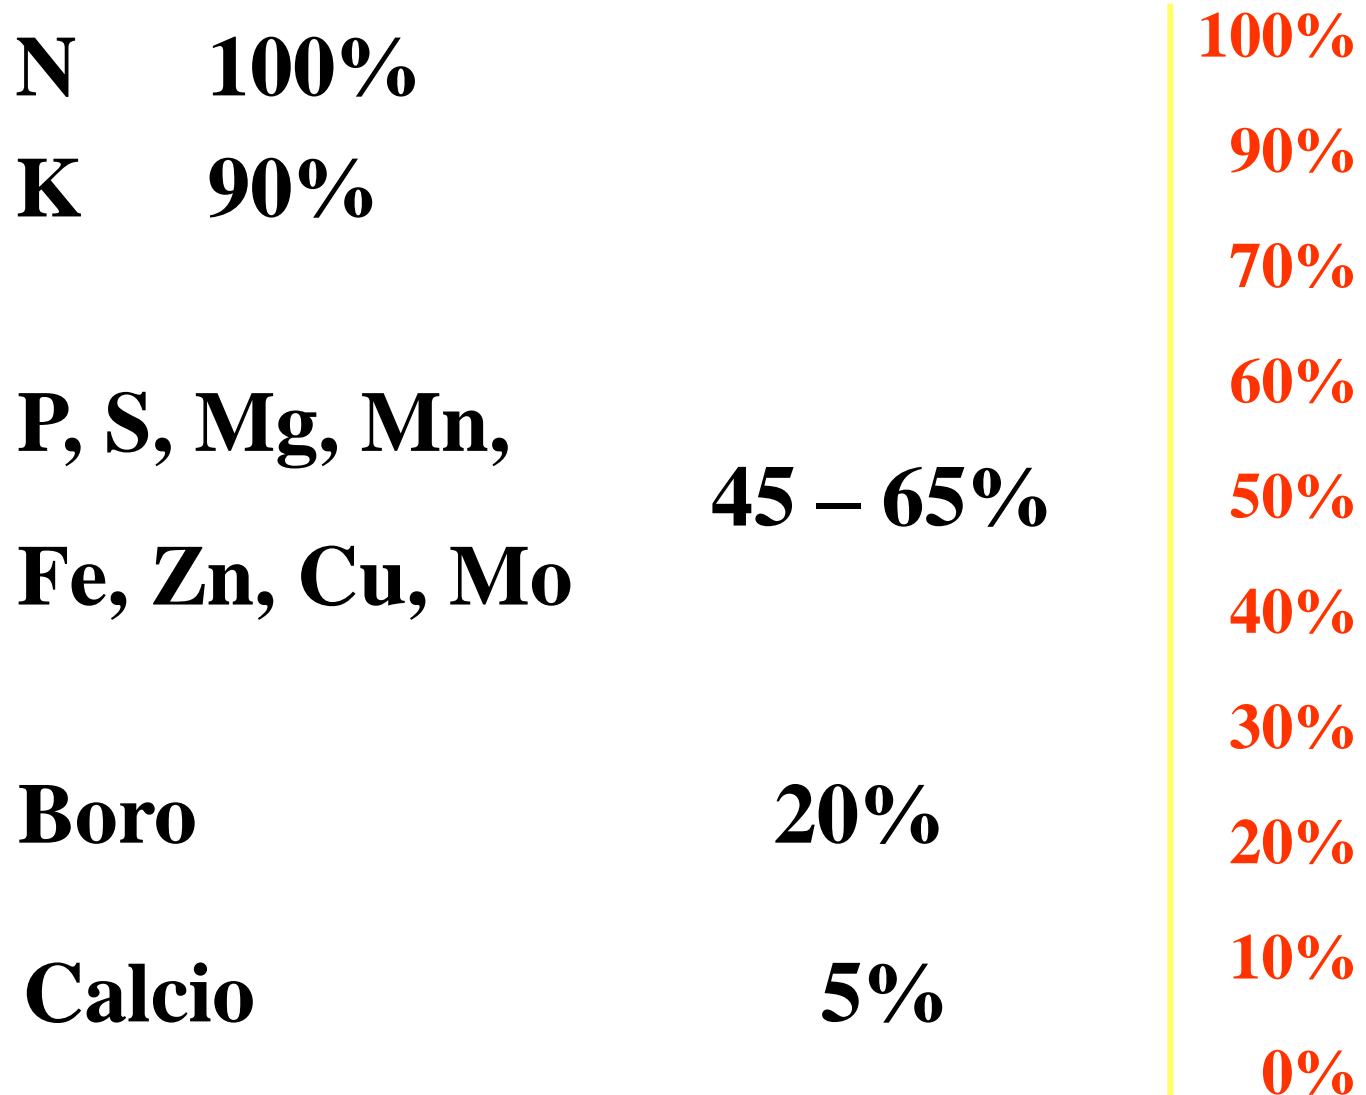 N 100%
K 90%
P, S, Mg, Mn,
45 – 65%
Fe, Zn, Cu, Mo
Boro 20%
Calcio 5%
100%
90%
70%
60%
50%
40%
30%
20%
10%
0%